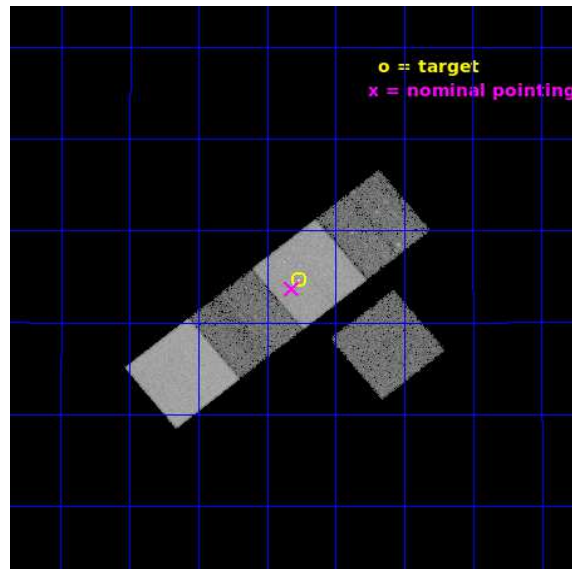 o = target
x = nominal pointing